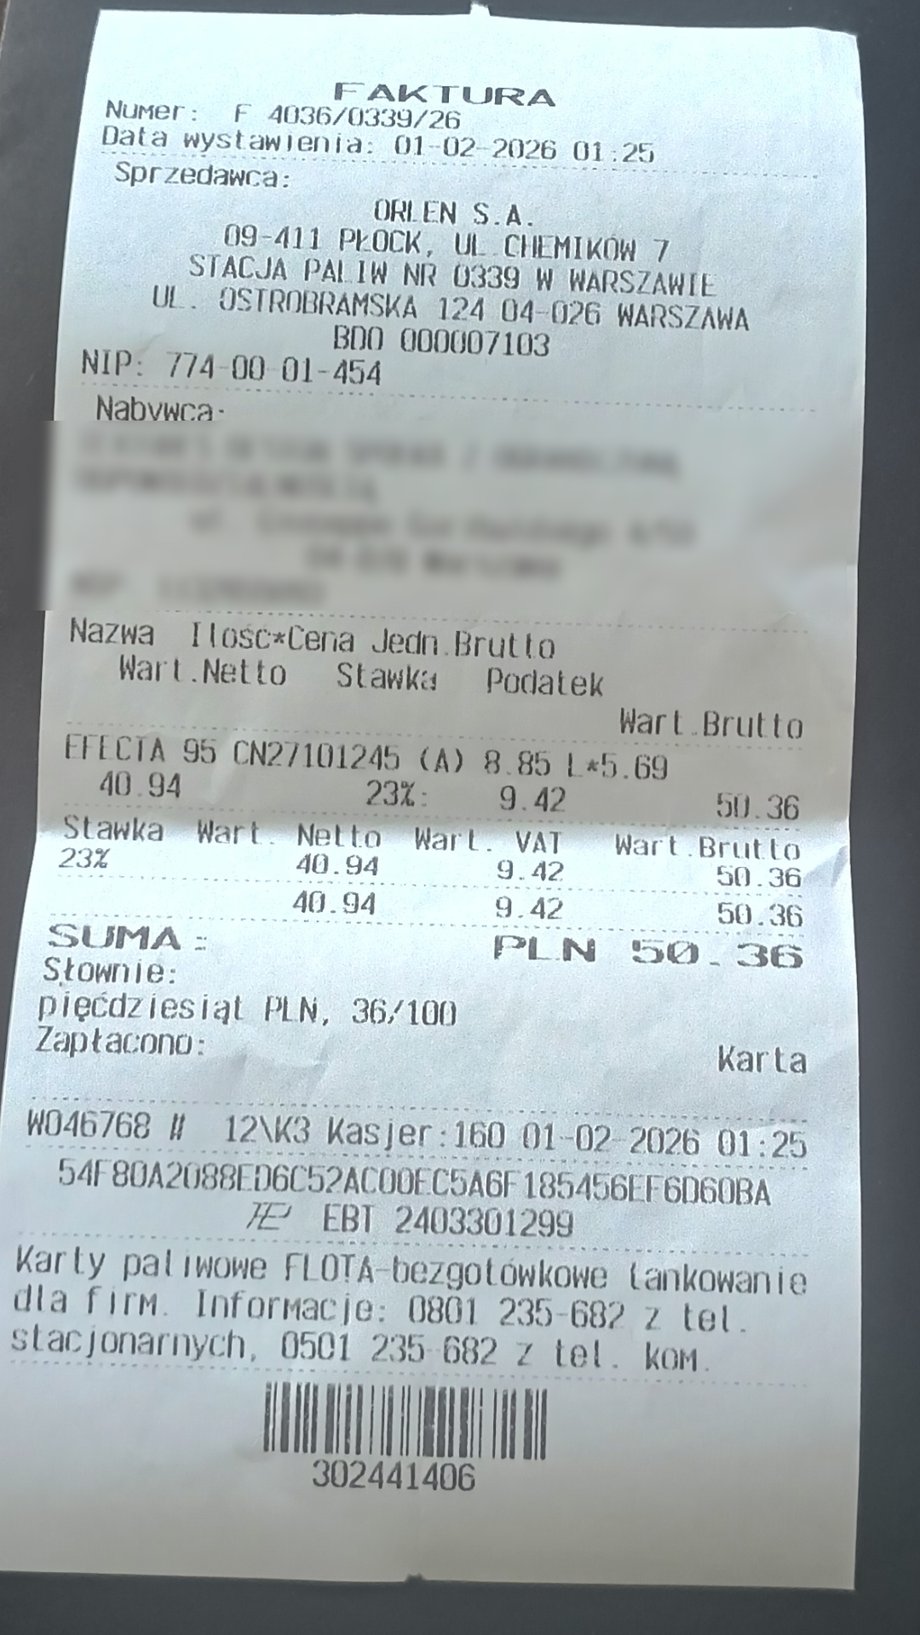 FAKTURA
Numer: F 4036/0339/26
Data wystawienia: 01-02-2026 01:25
Sprzedawca:
ORLEN S.A.
09-411 PŁOCK, UL.CHEMIKÓW 7
STACJA PALIW NR 0339 W WARSZAWIE
UL. OSTROBRAMSKA 124 04-026 WARSZAWA
BDO 000007103
NIP: 774-00-01-454
Nabywca:
Nazwa Ilość*Cena Jedn.Brutto
Wart.Netto Stawka Podatek
Wart.Brutto
EFECTA 95 CN27101245 (A) 8.85 L*5.69
40.94 23%: 9.42 50.36
Stawka Wart. Netto Wart. VAT Wart.Brutto
23% 40.94 9.42 50.36
40.94 9.42 50.36
SUMA: PLN 50.36
Słownie:
pięćdziesiąt PLN, 36/100
Zapłacono:
Karta
W046768 # 12\K3 Kasjer:160 01-02-2026 01:25
54F80A2088ED6C52AC00EC5A6F185456EF6D60BA
EBT 2403301299
Karty paliwowe FLOTA-bezgotówkowe tankowanie
dla firm. Informacje: 0801 235-682 z tel.
stacjonarnych, 0501 235-682 z tel. kom.
302441406